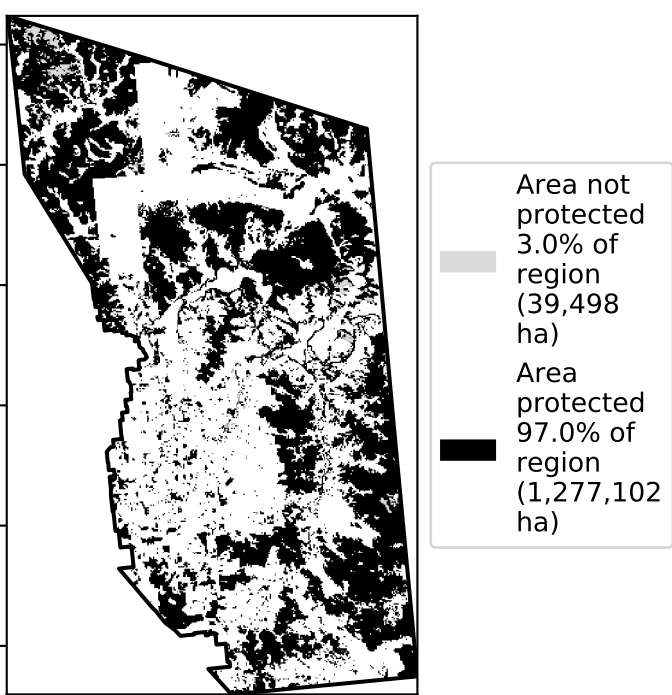 Area not
protected
3.0% of
region
(39,498
ha)
Area
protected
97.0% of
region
(1,277,102
ha)